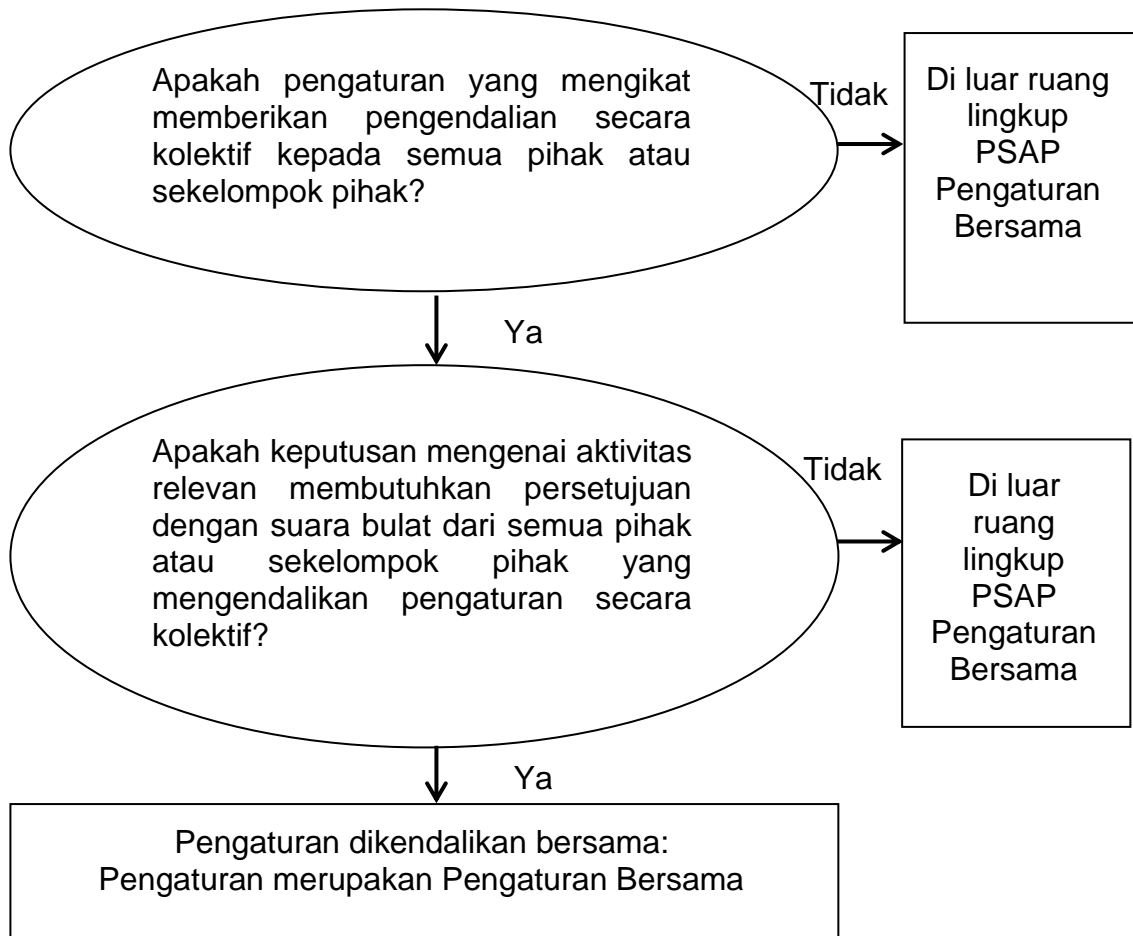 Apakah pengaturan yang mengikat
memberikan pengendalian secara
kolektif kepada semua pihak atau
sekelompok pihak?
Tidak
Di luar ruang
lingkup
PSAP
Pengaturan
Bersama
Ya
Apakah keputusan mengenai aktivitas
relevan membutuhkan persetujuan
dengan suara bulat dari semua pihak
atau sekelompok pihak yang
mengendalikan pengaturan secara
kolektif?
Tidak
Di luar
ruang
lingkup
PSAP
Pengaturan
Bersama
Ya
Pengaturan dikendalikan bersama:
Pengaturan merupakan Pengaturan Bersama